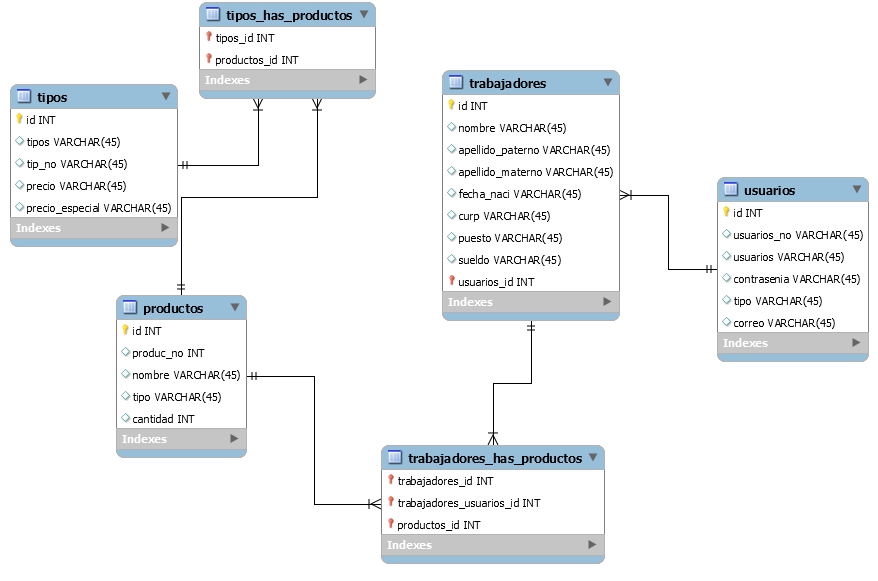 tipos_has_productos
tipos_id INT
productos_id INT
Indexes
tipos
id INT
tipos VARCHAR(45)
tip_no VARCHAR(45)
precio VARCHAR(45)
precio_especial VARCHAR(45)
Indexes
trabajadores
id INT
nombre VARCHAR(45)
apellido_paterno VARCHAR(45)
apellido_materno VARCHAR(45)
fecha_naci VARCHAR(45)
curp VARCHAR(45)
puesto VARCHAR(45)
sueldo VARCHAR(45)
usuarios_id INT
Indexes
usuarios
id INT
usuarios_no VARCHAR(45)
usuarios VARCHAR(45)
contrasenia VARCHAR(45)
tipo VARCHAR(45)
correo VARCHAR(45)
Indexes
productos
id INT
produc_no INT
nombre VARCHAR(45)
tipo VARCHAR(45)
cantidad INT
Indexes
trabajadores_has_productos
trabajadores_id INT
trabajadores_usuarios_id INT
productos_id INT
Indexes